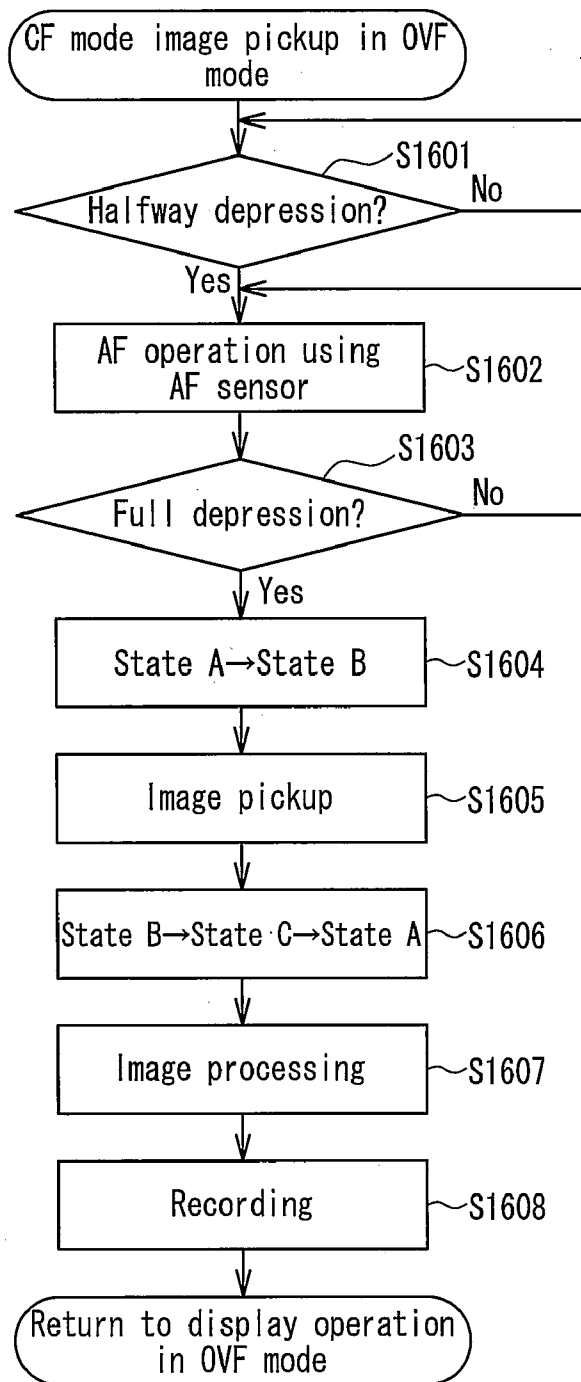 CF mode image pickup in OVF
mode
S1601
Halfway depression?
No
Yes
AF operation using
AF sensor
S1602
S1603
Full depression?
No
Yes
State A→State B
S1604
Image pickup
S1605
State B→State C→State A
S1606
Image processing
S1607
Recording
S1608
Return to display operation
in OVF mode